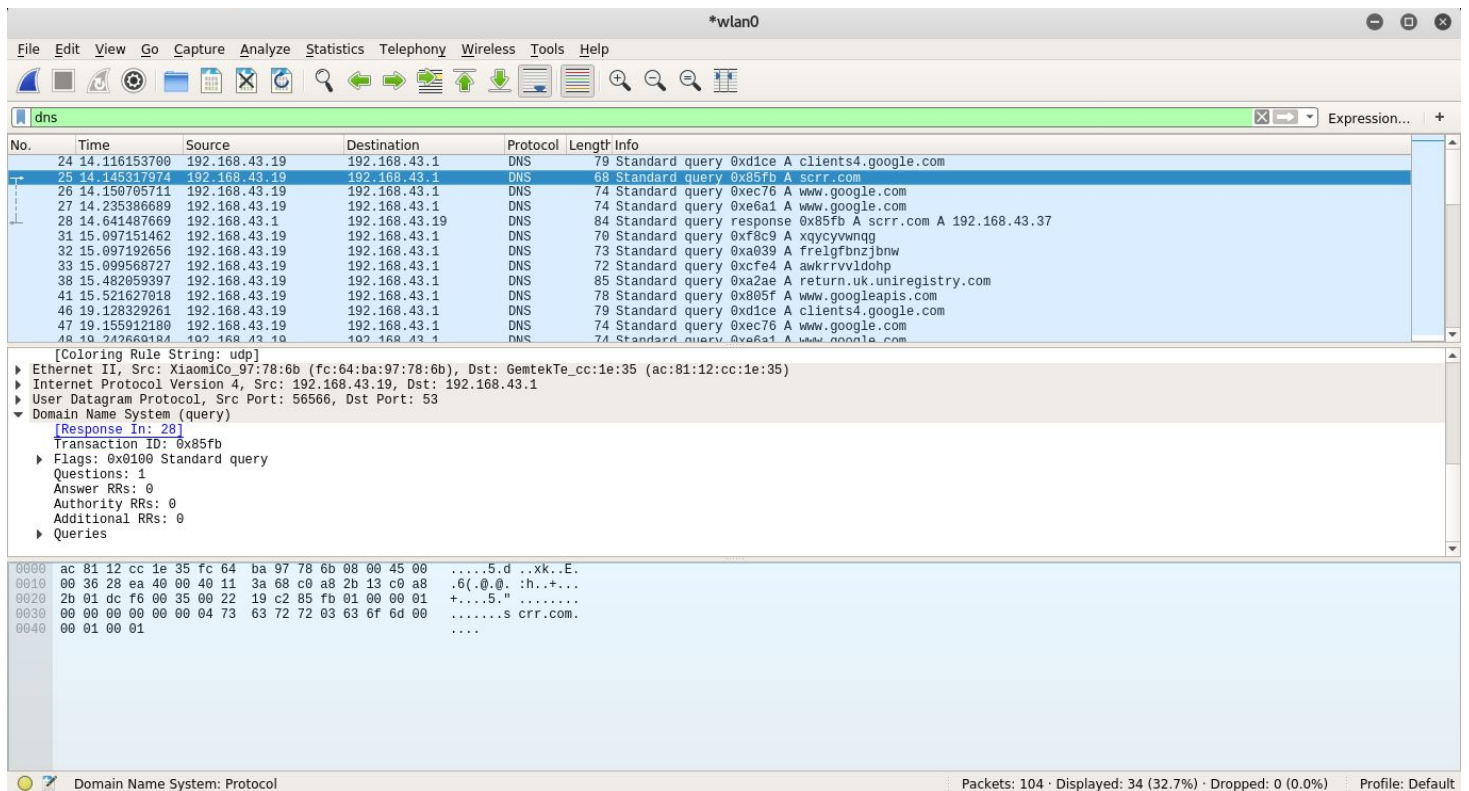 *wlan0
File Edit View Go Capture Analyze Statistics Telephony Wireless Tools Help
dns Expression... +
No. Time Source Destination Protocol Length Info
24 14.116153700 192.168.43.19 192.168.43.1 DNS 79 Standard query 0xd1ce A clients4.google.com
25 14.145317974 192.168.43.19 192.168.43.1 DNS 68 Standard query 0x85fb A scrr.com
26 14.150705711 192.168.43.19 192.168.43.1 DNS 74 Standard query 0xec76 A www.google.com
27 14.235386689 192.168.43.19 192.168.43.1 DNS 74 Standard query 0xe6a1 A www.google.com
28 14.641487669 192.168.43.1 192.168.43.19 DNS 84 Standard query response 0x85fb A scrr.com A 192.168.43.37
31 15.097151462 192.168.43.19 192.168.43.1 DNS 70 Standard query 0xf8c9 A xqycyvwnqg
32 15.097192656 192.168.43.19 192.168.43.1 DNS 73 Standard query 0xa039 A frelgfbnzjbnw
33 15.099568727 192.168.43.19 192.168.43.1 DNS 72 Standard query 0xcfe4 A awkrrvvldohp
38 15.482059397 192.168.43.19 192.168.43.1 DNS 85 Standard query 0xa2ae A return.uk.uniregistry.com
41 15.521627018 192.168.43.19 192.168.43.1 DNS 78 Standard query 0x805f A www.googleapis.com
46 19.128329261 192.168.43.19 192.168.43.1 DNS 79 Standard query 0xd1ce A clients4.google.com
47 19.155912180 192.168.43.19 192.168.43.1 DNS 74 Standard query 0xec76 A www.google.com
48 19.242669184 192.168.43.19 192.168.43.1 DNS 74 Standard query 0xe6a1 A www.google.com
[Coloring Rule String: udp]
Ethernet II, Src: XiaomiCo_97:78:6b (fc:64:ba:97:78:6b), Dst: GemtekTe_cc:1e:35 (ac:81:12:cc:1e:35)
Internet Protocol Version 4, Src: 192.168.43.19, Dst: 192.168.43.1
User Datagram Protocol, Src Port: 56566, Dst Port: 53
Domain Name System (query)
[Response In: 28]
Transaction ID: 0x85fb
Flags: 0x0100 Standard query
Questions: 1
Answer RRs: 0
Authority RRs: 0
Additional RRs: 0
Queries
0000 ac 81 12 cc 1e 35 fc 64 ba 97 78 6b 08 00 45 00 .....5.d ..xk..E.
0010 00 36 28 ea 40 00 40 11 3a 68 c0 a8 2b 13 c0 a8 .6(.@.@. :h..+...
0020 2b 01 dc f6 00 35 00 22 19 c2 85 fb 01 00 00 01 +....5." ........
0030 00 00 00 00 00 00 04 73 63 72 72 03 63 6f 6d 00 .......s crr.com.
0040 00 01 00 01 ....
Domain Name System: Protocol Packets: 104 · Displayed: 34 (32.7%) · Dropped: 0 (0.0%) Profile: Default